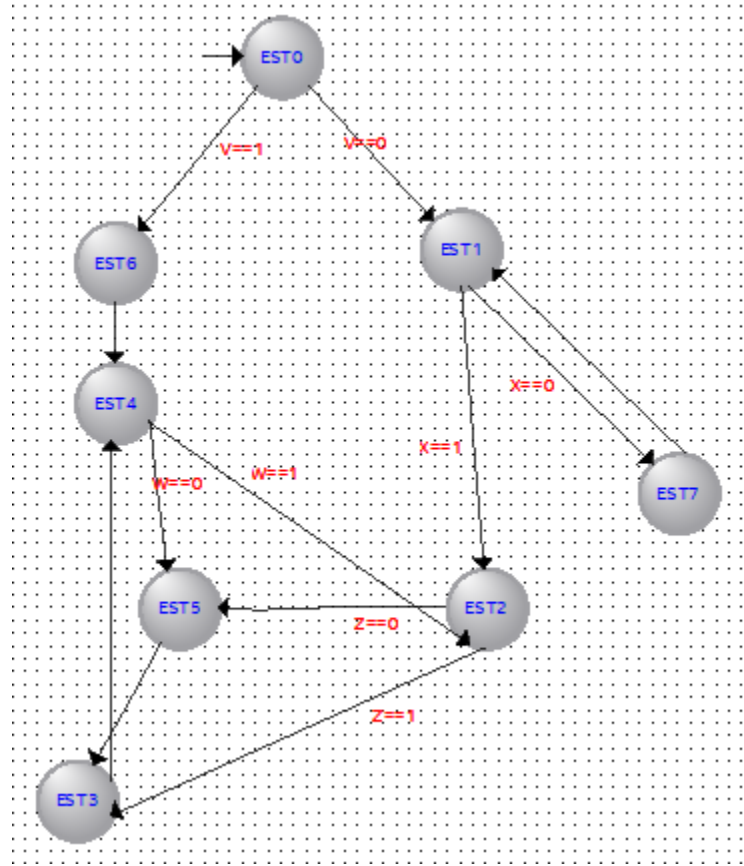 EST0
V==1
V==0
EST6
EST1
EST4
X==0
X==1
W==0
W==1
EST7
EST5
EST2
Z==0
Z==1
EST3